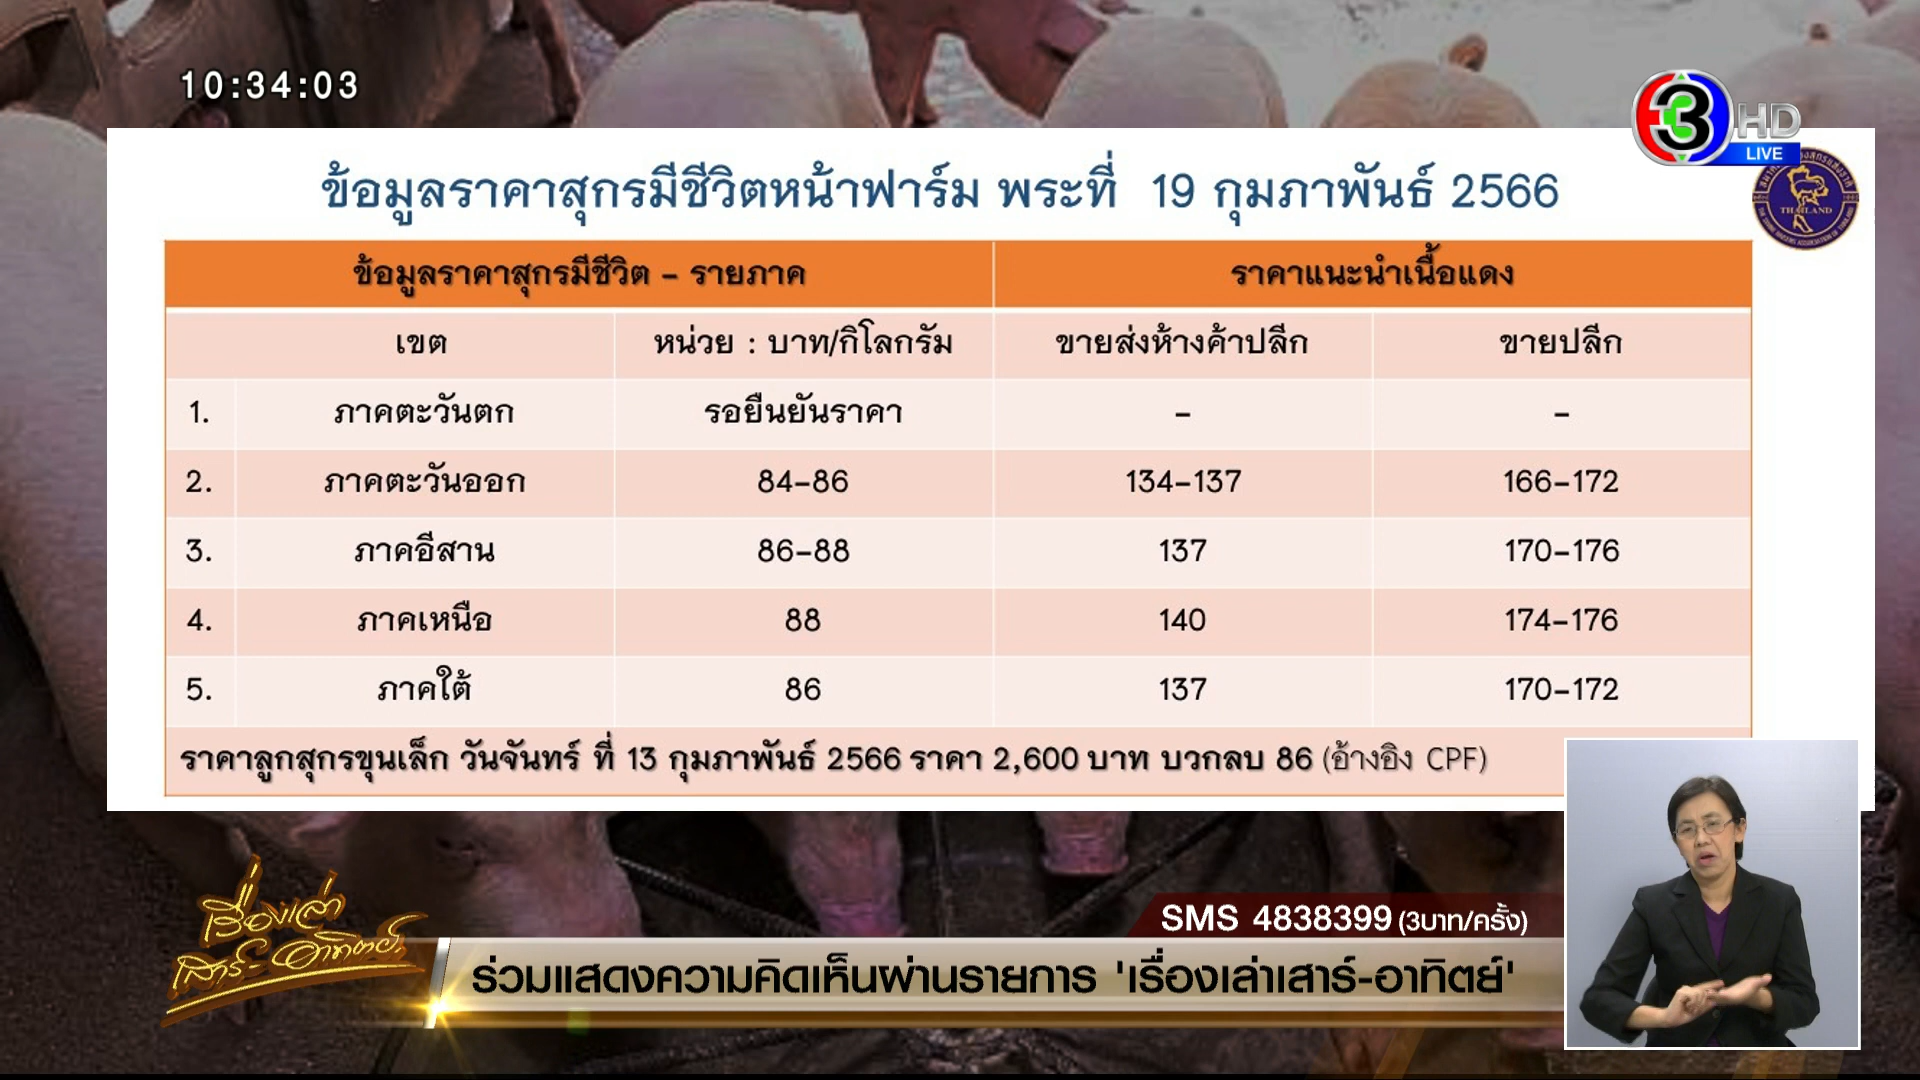 10:34:03
3 HD
LIVE
THAILAND
ข้อมูลราคาสุกรมีชีวิตหน้าฟาร์ม พระที่ 19 กุมภาพันธ์ 2566
ข้อมูลราคาสุกรมีชีวิต – รายภาค ราคาแนะนำเนื้อแดง
เขต หน่วย : บาท/กิโลกรัม ขายส่งห้างค้าปลีก ขายปลีก
1. ภาคตะวันตก รอยืนยันราคา – –
2. ภาคตะวันออก 84–86 134–137 166–172
3. ภาคอีสาน 86–88 137 170–176
4. ภาคเหนือ 88 140 174–176
5. ภาคใต้ 86 137 170–172
ราคาลูกสุกรขุนเล็ก วันจันทร์ ที่ 13 กุมภาพันธ์ 2566 ราคา 2,600 บาท บวกลบ 86 (อ้างอิง CPF)
เรื่องเล่า
เสาร์-อาทิตย์
SMS 4838399 (3บาท/ครั้ง)
ร่วมแสดงความคิดเห็นผ่านรายการ 'เรื่องเล่าเสาร์-อาทิตย์'